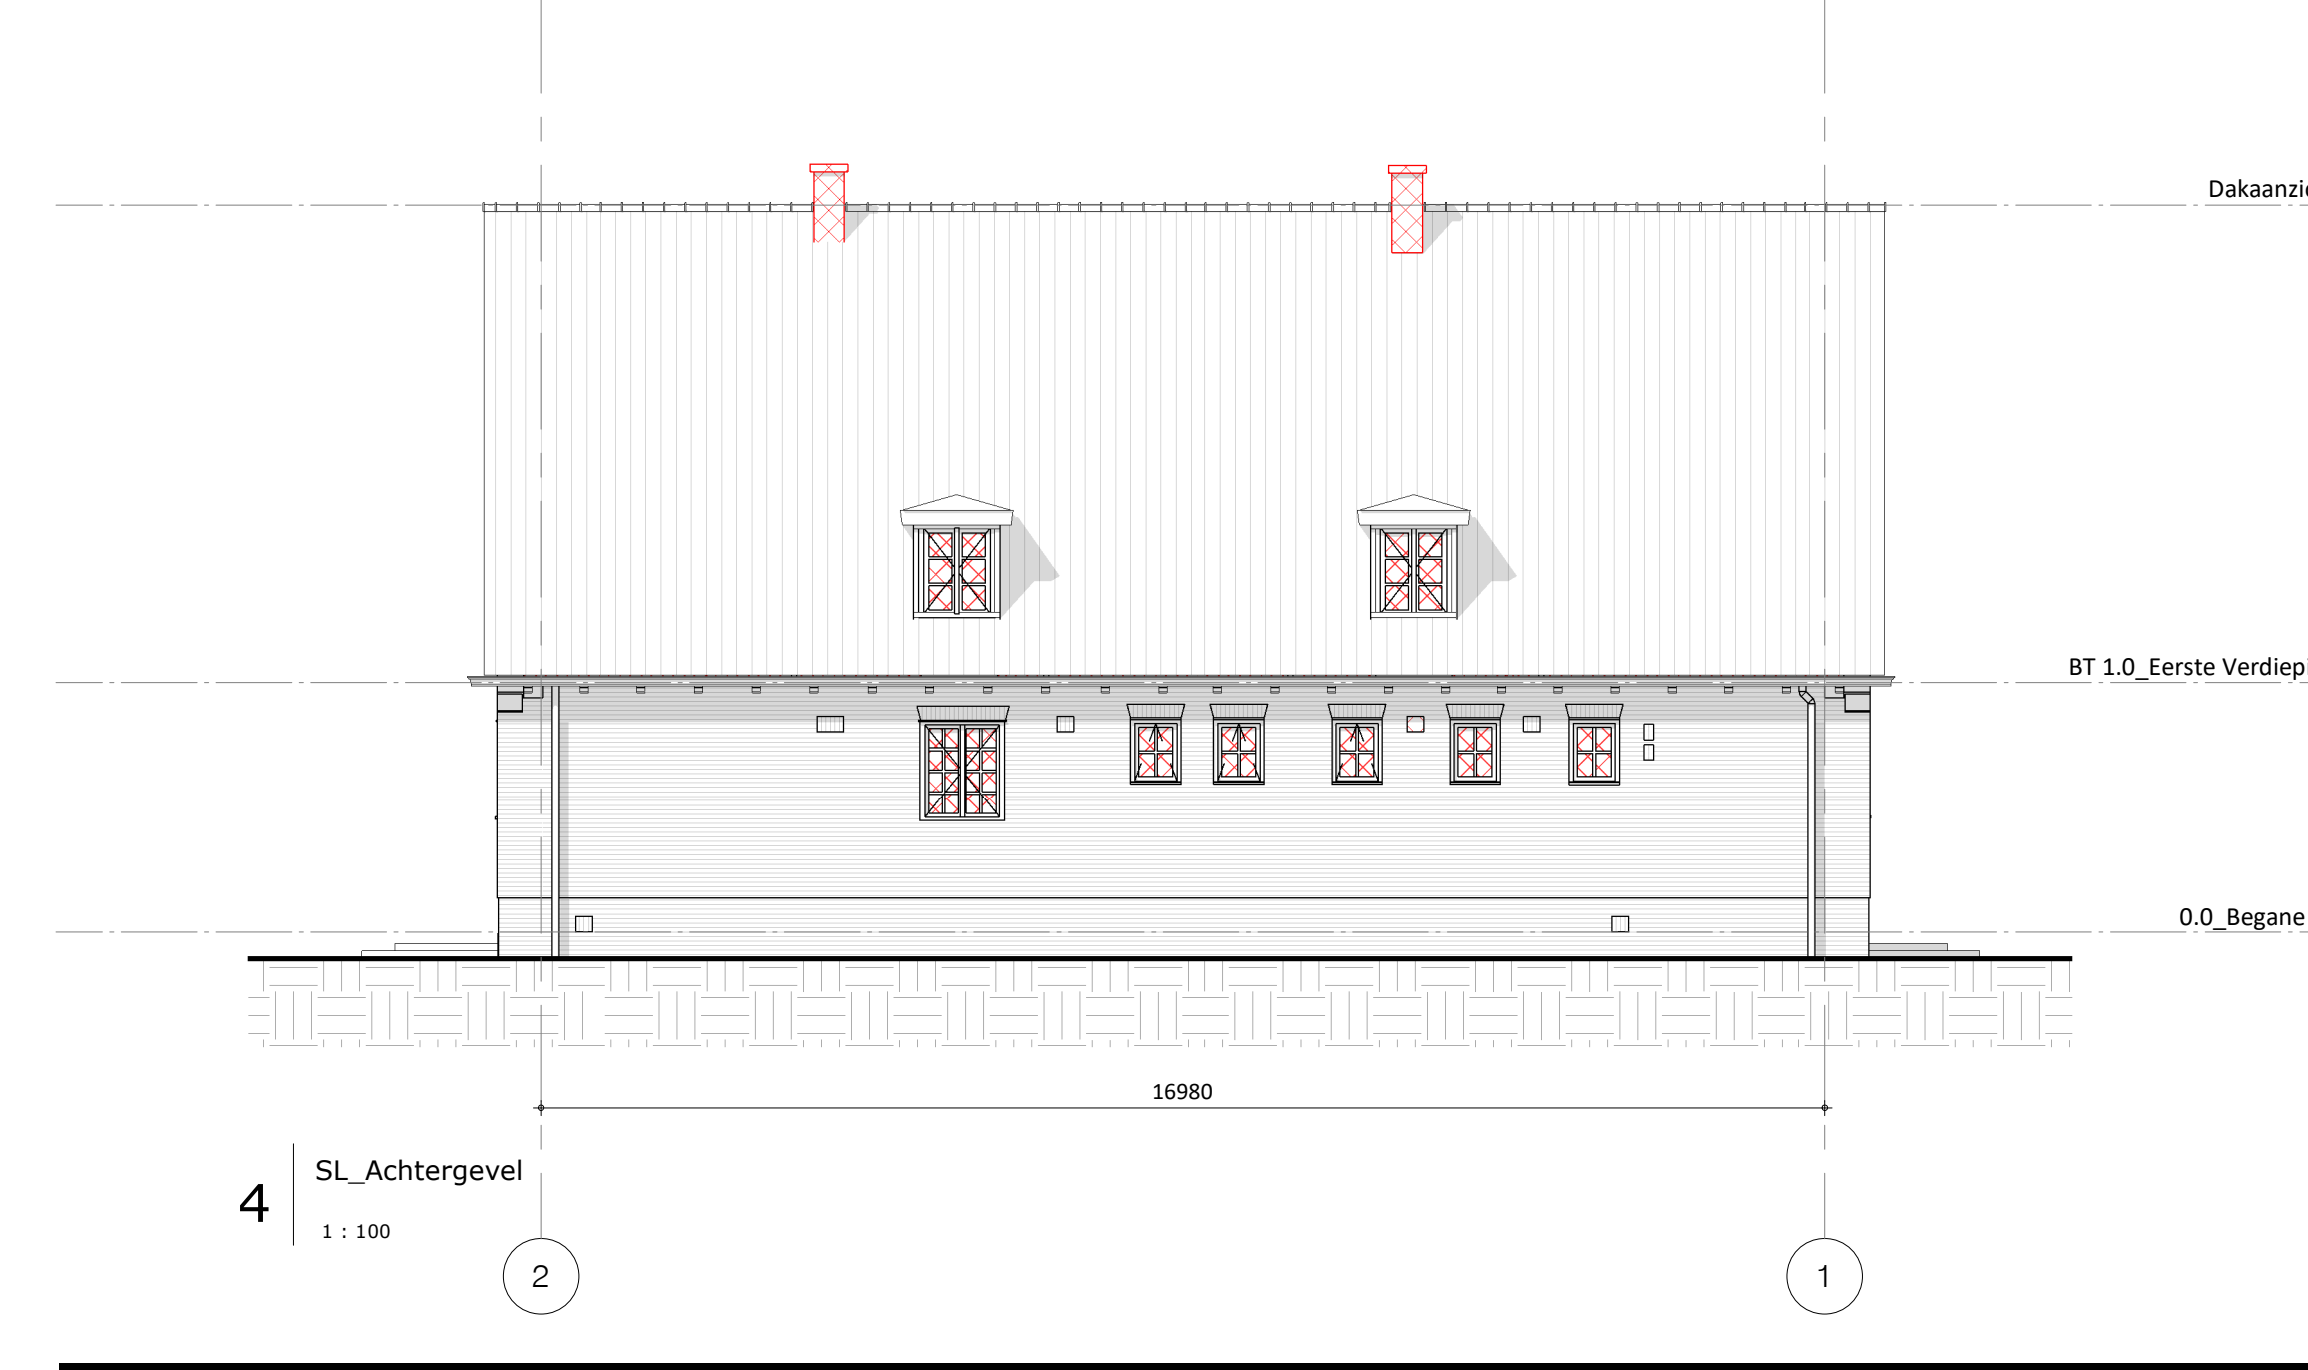 Dakaanzi
BT 1.0_Eerste Verdiep
0.0_Begane
16980
SL_Achtergevel
4
1 : 100
2
1